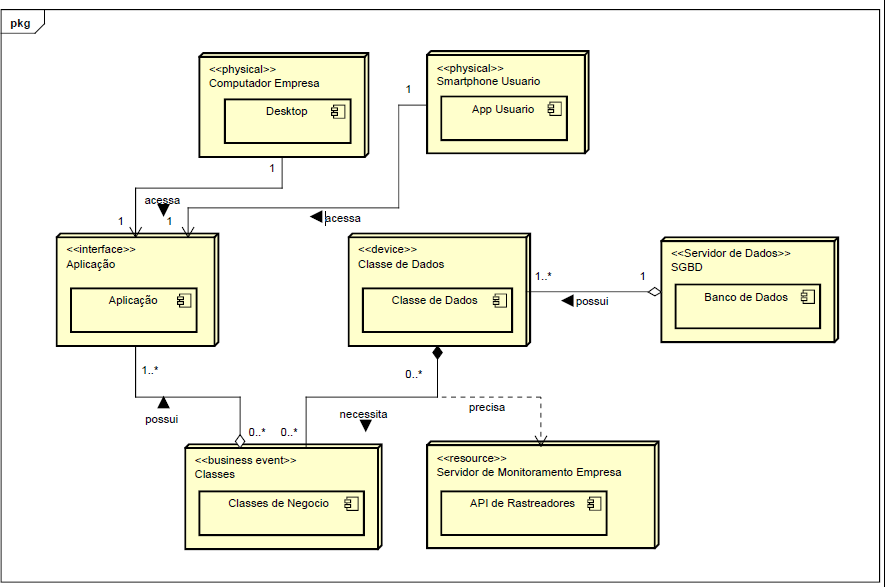 pkg
<<physical>>
Computador Empresa
Desktop
<<physical>>
Smartphone Usuario
App Usuario
1
1
acessa
1
1
acessa
<<interface>>
Aplicação
Aplicação
<<device>>
Classe de Dados
Classe de Dados
1..*
1
possui
<<Servidor de Dados>>
SGBD
Banco de Dados
1..*
possui
0..*
0..*
0..*
necessita
precisa
<<business event>>
Classes
Classes de Negocio
<<resource>>
Servidor de Monitoramento Empresa
API de Rastreadores